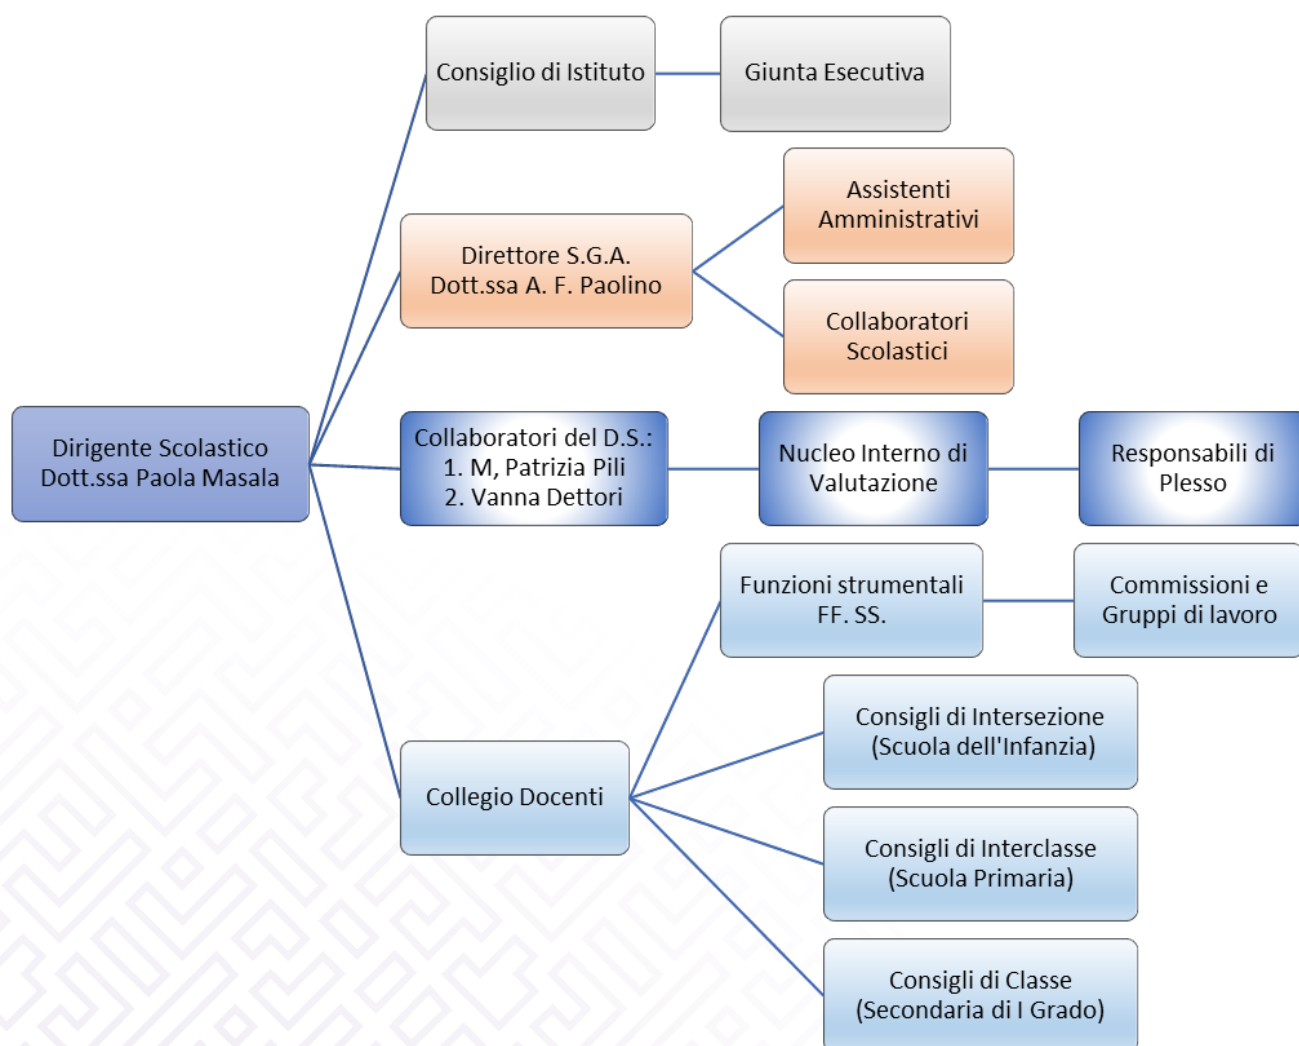 Consiglio di Istituto
Giunta Esecutiva
Assistenti
Amministrativi
Direttore S.G.A.
Dott.ssa A. F. Paolino
Collaboratori
Scolastici
Dirigente Scolastico
Dott.ssa Paola Masala
Collaboratori del D.S.:
1. M, Patrizia Pili
2. Vanna Dettori
Nucleo Interno di
Valutazione
Responsabili di
Plesso
Funzioni strumentali
FF. SS.
Commissioni e
Gruppi di lavoro
Consigli di Intersezione
(Scuola dell'Infanzia)
Collegio Docenti
Consigli di Interclasse
(Scuola Primaria)
Consigli di Classe
(Secondaria di I Grado)